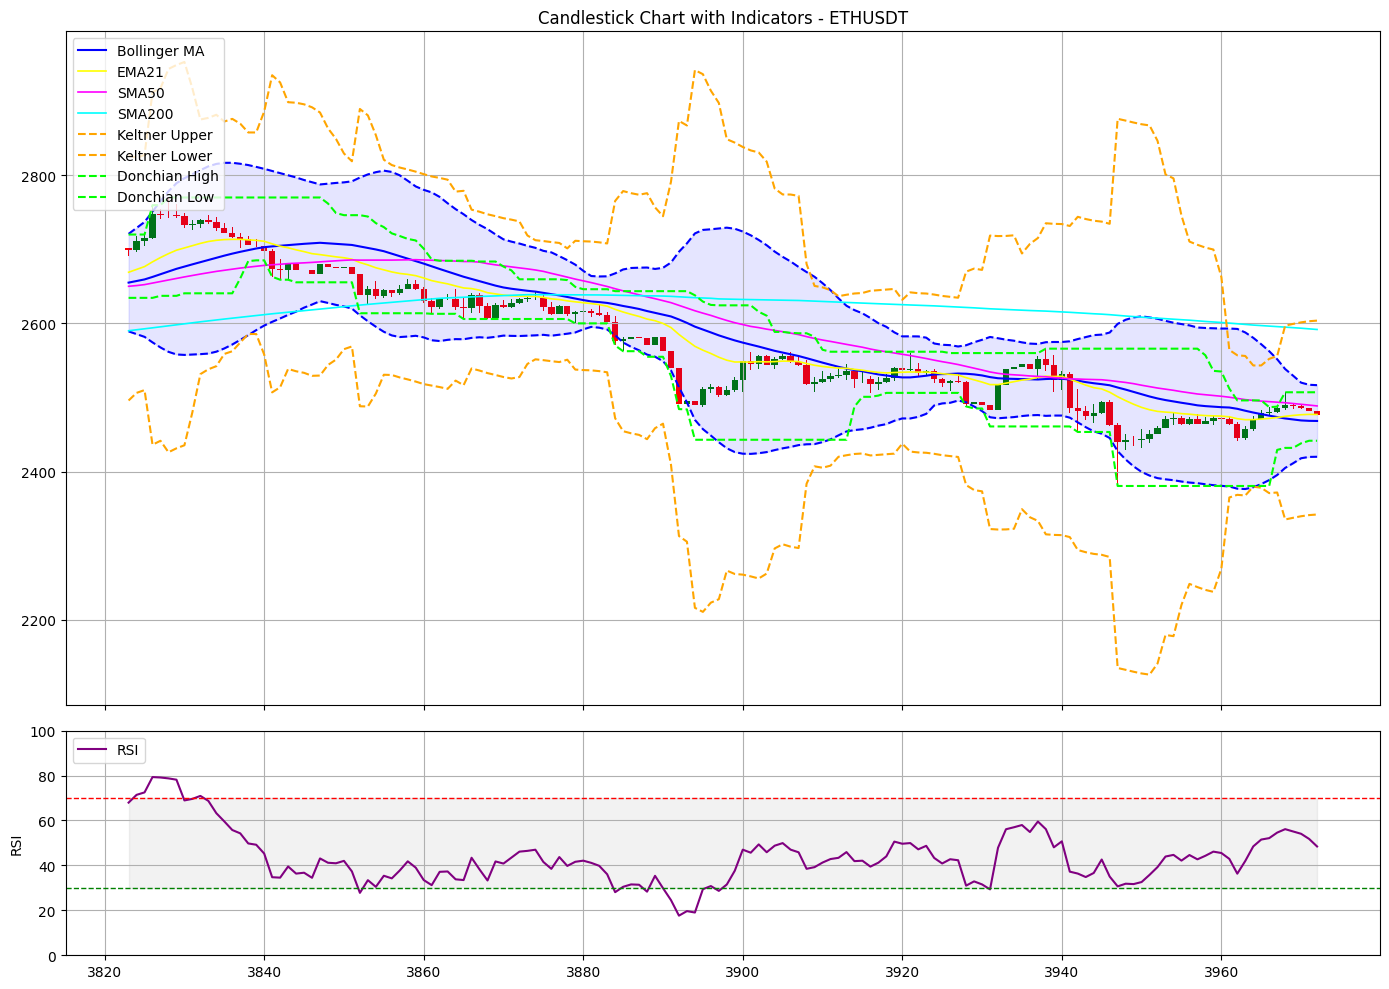 Candlestick Chart with Indicators - ETHUSDT
Bollinger MA
EMA21
SMA50
SMA200
Keltner Upper
Keltner Lower
Donchian High
Donchian Low
2800
2600
2400
2200
RSI
100
80
60
40
20
0
RSI
3820 3840 3860 3880 3900 3920 3940 3960